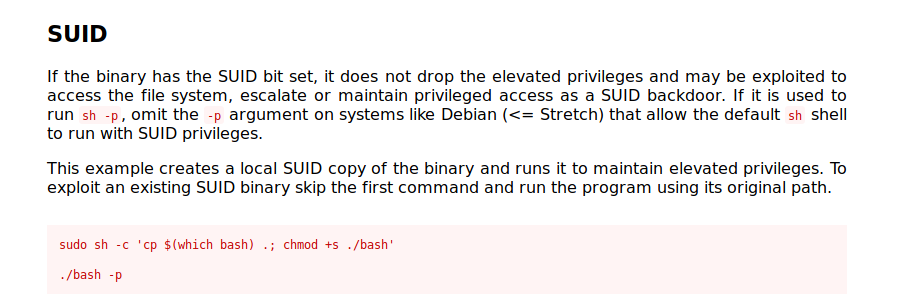 SUID
If the binary has the SUID bit set, it does not drop the elevated privileges and may be exploited to
access the file system, escalate or maintain privileged access as a SUID backdoor. If it is used to
run sh -p, omit the -p argument on systems like Debian (<= Stretch) that allow the default sh shell
to run with SUID privileges.
This example creates a local SUID copy of the binary and runs it to maintain elevated privileges. To
exploit an existing SUID binary skip the first command and run the program using its original path.
sudo sh -c 'cp $(which bash) .; chmod +s ./bash'
./bash -p